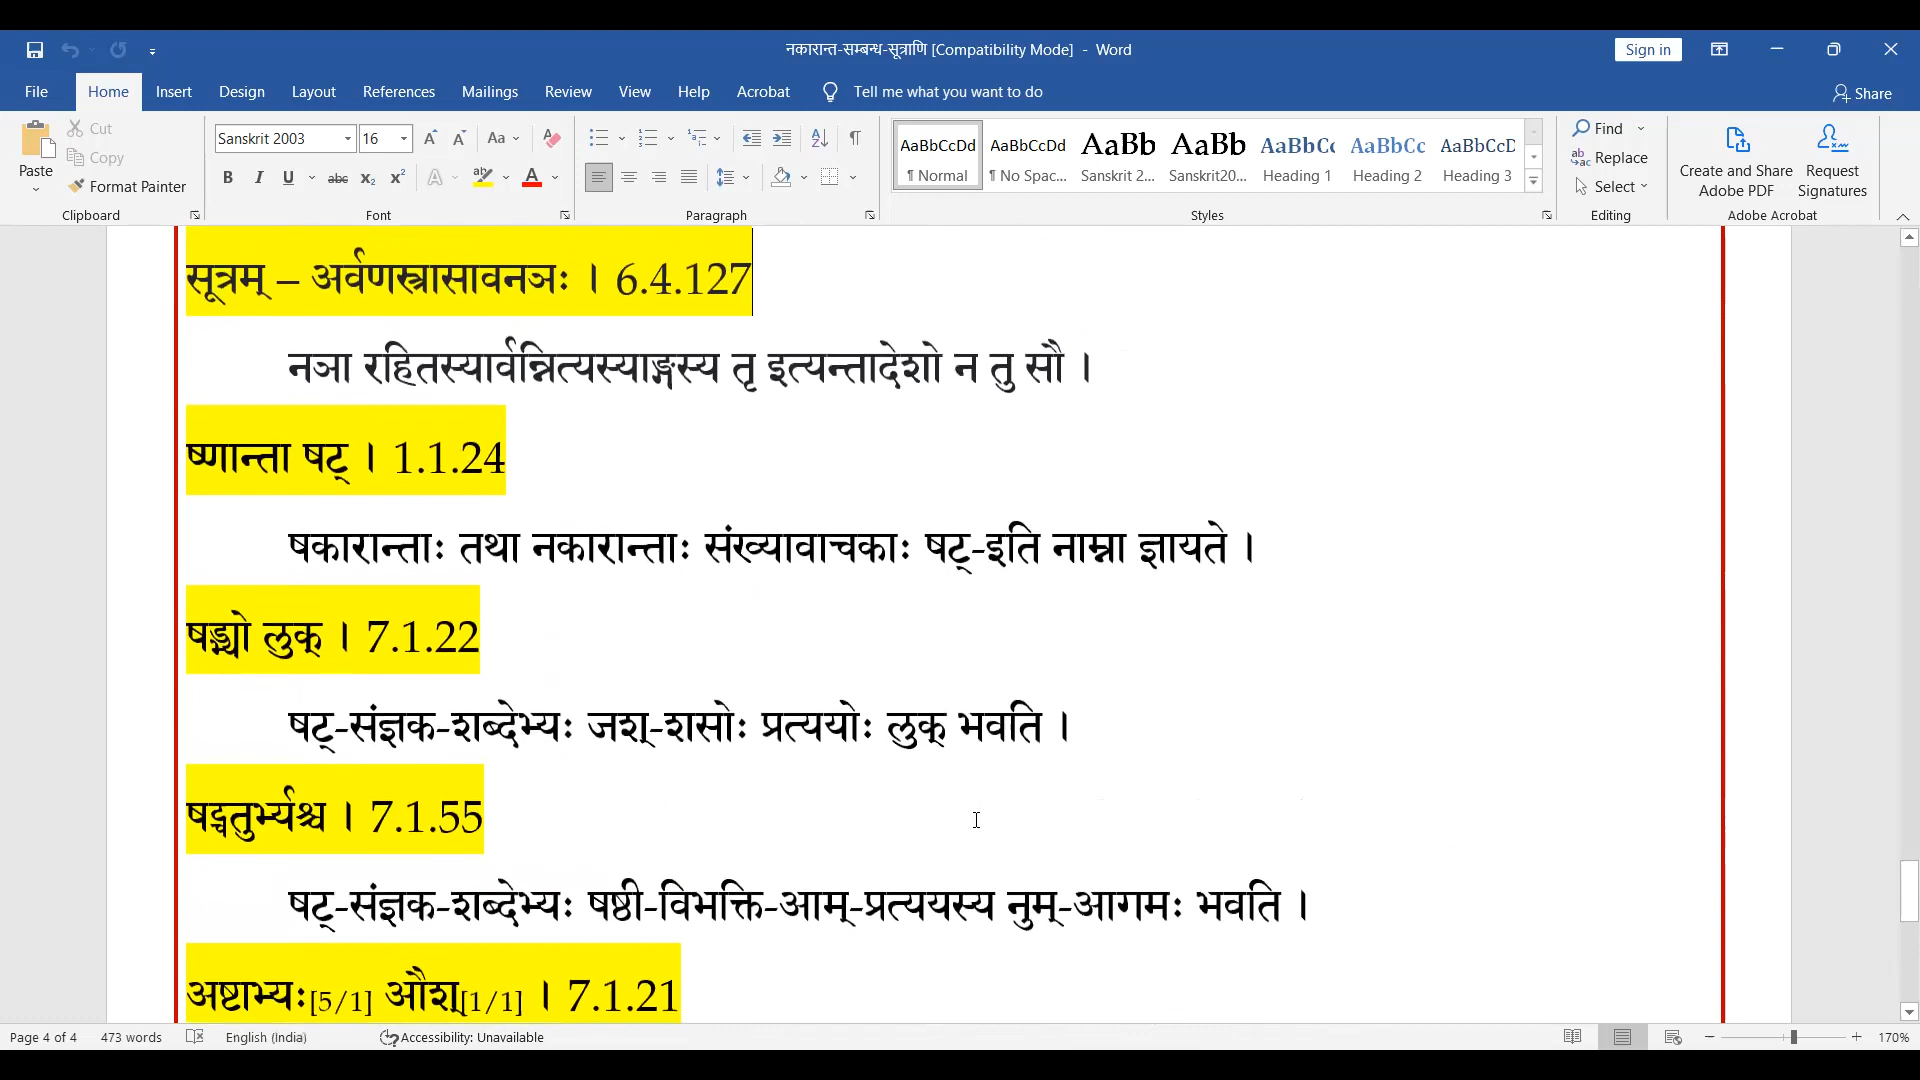 नकारान्त-सम्बन्ध-सूत्राणि [Compatibility Mode] - Word
Sign in
File Home Insert Design Layout References Mailings Review View Help Acrobat Tell me what you want to do Share
Paste
Cut
Copy
Format Painter
Clipboard
Sanskrit 2003 16
Font
Paragraph
AaBbCcDd ¶ Normal
AaBbCcDd ¶ No Spac...
AaBb Sanskrit 2...
AaBb Sanskrit20...
AaBbCc Heading 1
AaBbCc Heading 2
AaBbCcD Heading 3
Styles
Find
Replace
Select
Editing
Create and Share Adobe PDF
Request Signatures
Adobe Acrobat
सूत्रम् – अर्वणस्त्रासावनञः । 6.4.127
नञा रहितस्यार्वन्नित्यस्याङ्गस्य तृ इत्यन्तादेशो न तु सौ ।
ष्णान्ता षट् । 1.1.24
षकारान्ताः तथा नकारान्ताः संख्यावाचकाः षट्-इति नाम्ना ज्ञायते ।
षड्भ्यो लुक् । 7.1.22
षट्-संज्ञक-शब्देभ्यः जश्-शसोः प्रत्यययोः लुक् भवति ।
षट्चतुर्भ्यश्च । 7.1.55
षट्-संज्ञक-शब्देभ्यः षष्ठी-विभक्ति-आम्-प्रत्ययस्य नुम्-आगमः भवति ।
अष्टाभ्यः[5/1] औश्[1/1] । 7.1.21
Page 4 of 4 473 words English (India) Accessibility: Unavailable 170%